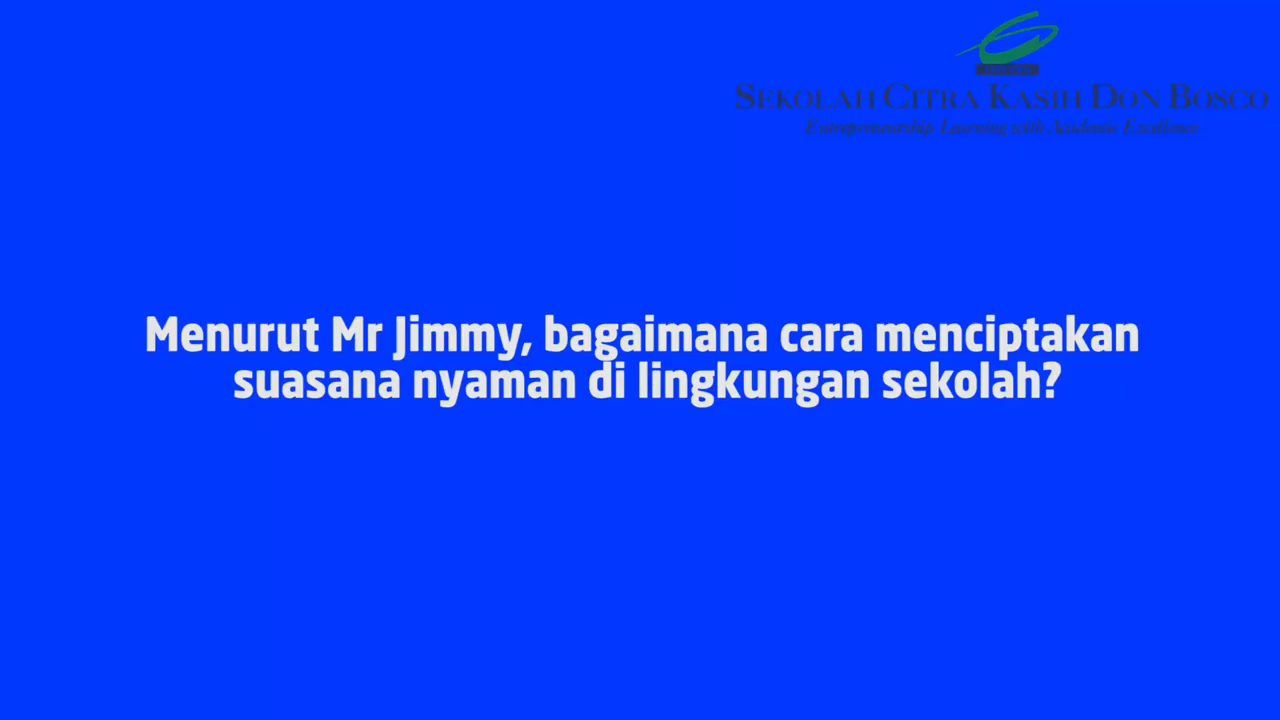 SEKOLAH CITRA KASIH DON BOSCO
Entrepreneurship Learning with Academic Excellence
Menurut Mr Jimmy, bagaimana cara menciptakan
suasana nyaman di lingkungan sekolah?